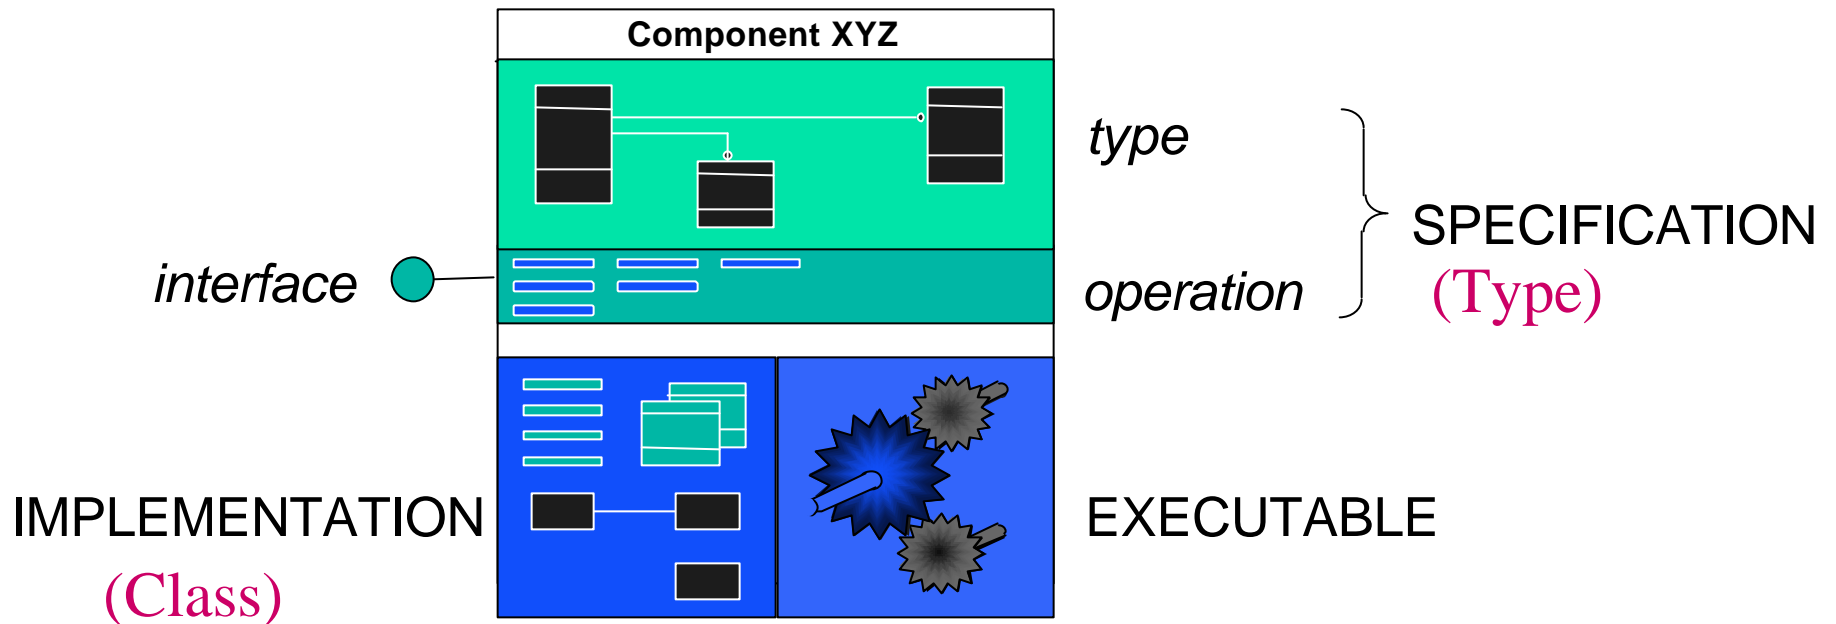 Component XYZ
type
SPECIFICATION
(Type)
interface
operation
IMPLEMENTATION
(Class)
EXECUTABLE